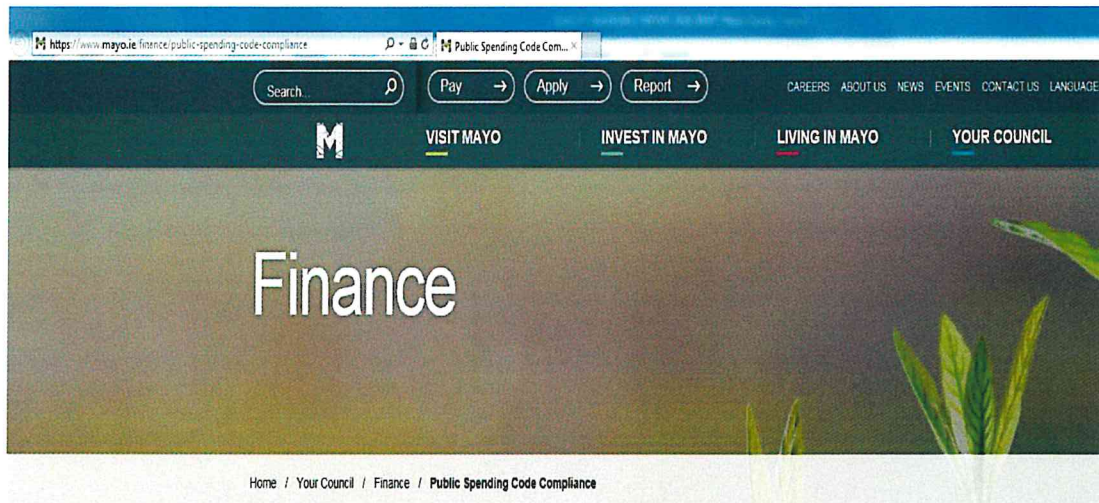 https://www.mayo.ie/finance/public-spending-code-compliance
Public Spending Code Com...
Search...
Pay → Apply → Report →
CAREERS ABOUT US NEWS EVENTS CONTACT US LANGUAGE
M VISIT MAYO INVEST IN MAYO LIVING IN MAYO YOUR COUNCIL
Finance
Home / Your Council / Finance / Public Spending Code Compliance